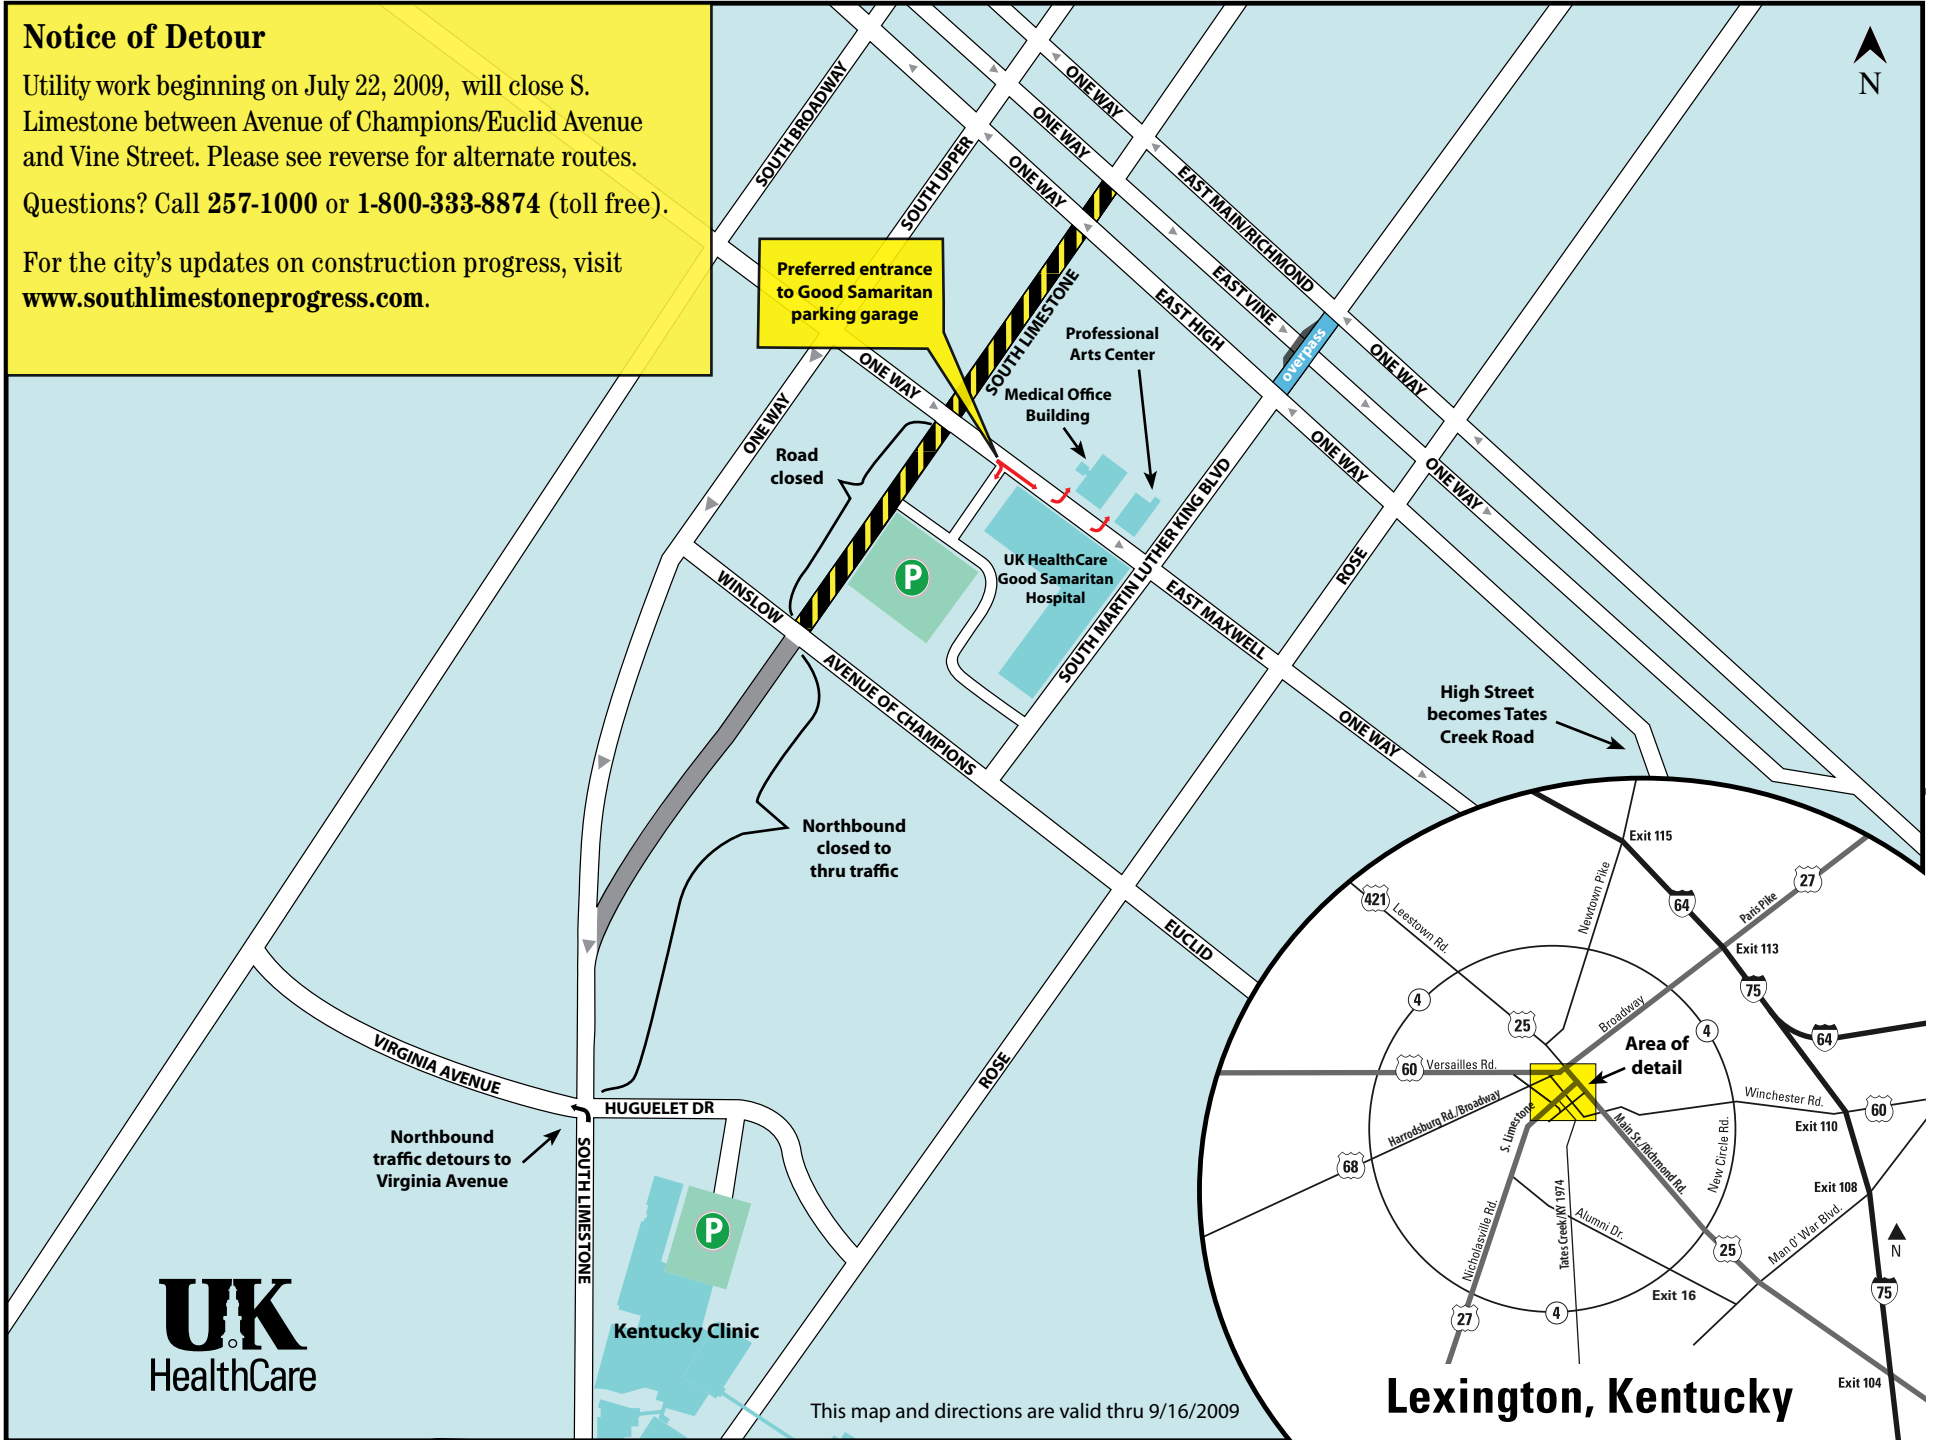 Notice of Detour
Utility work beginning on July 22, 2009, will close S.
Limestone between Avenue of Champions/Euclid Avenue
and Vine Street. Please see reverse for alternate routes.
Questions? Call 257-1000 or 1-800-333-8874 (toll free).
For the city's updates on construction progress, visit
www.southlimestoneprogress.com.
N
SOUTH BROADWAY
SOUTH UPPER
ONE WAY
ONE WAY
ONE WAY
EAST MAIN/RICHMOND
EAST VINE
EAST HIGH
overpass
ONE WAY
ONE WAY
ONE WAY
Preferred entrance
to Good Samaritan
parking garage
SOUTH LIMESTONE
Professional
Arts Center
Medical Office
Building
ONE WAY
ONE WAY
Road
closed
P
UK HealthCare
Good Samaritan
Hospital
SOUTH MARTIN LUTHER KING BLVD
ROSE
EAST MAXWELL
ONE WAY
WINSLOW
AVENUE OF CHAMPIONS
EUCLID
High Street
becomes Tates
Creek Road
Northbound
closed to
thru traffic
VIRGINIA AVENUE
HUGUELET DR
ROSE
Northbound
traffic detours to
Virginia Avenue
SOUTH LIMESTONE
P
Kentucky Clinic
UK
HealthCare
This map and directions are valid thru 9/16/2009
Exit 115
Newtown Pike
64
27
Paris Pike
421
Leestown Rd.
Exit 113
75
4
25
Broadway
4
64
Area of
detail
60
Versailles Rd.
Winchester Rd.
60
Exit 110
Harrodsburg Rd./Broadway
S. Limestone
Main St./Richmond Rd.
New Circle Rd.
68
Exit 108
Nicholasville Rd.
Tates Creek/KY 1974
Alumni Dr.
Man O' War Blvd.
N
25
75
Exit 16
27
4
Exit 104
Lexington, Kentucky